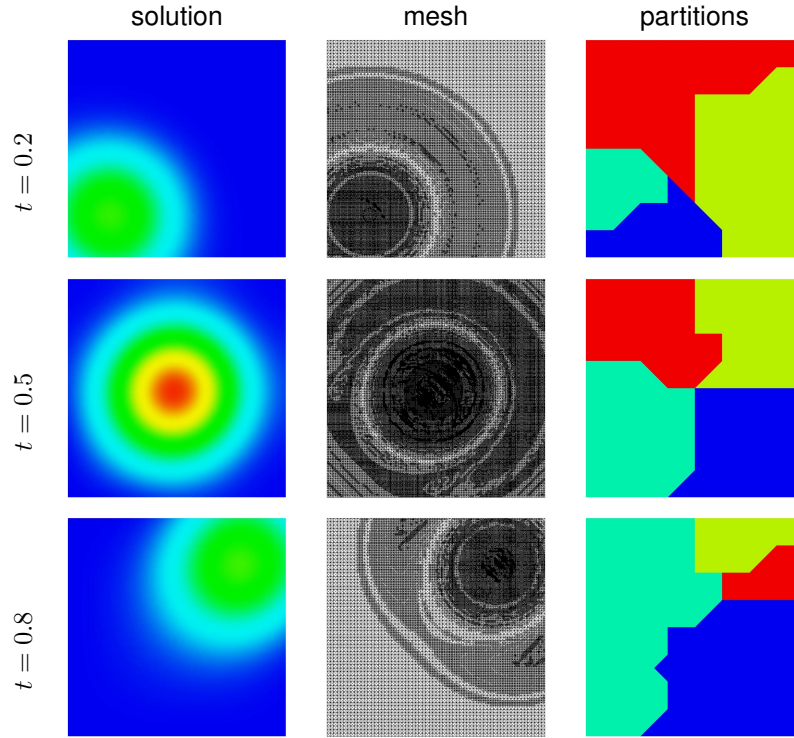 solution mesh partitions
t = 0.2
t = 0.5
t = 0.8